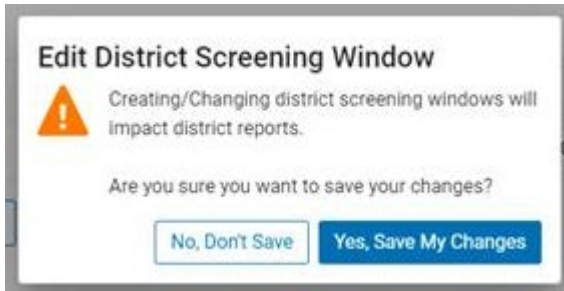 Edit District Screening Window
Creating/Changing district screening windows will
impact district reports.
Are you sure you want to save your changes?
No, Don't Save
Yes, Save My Changes